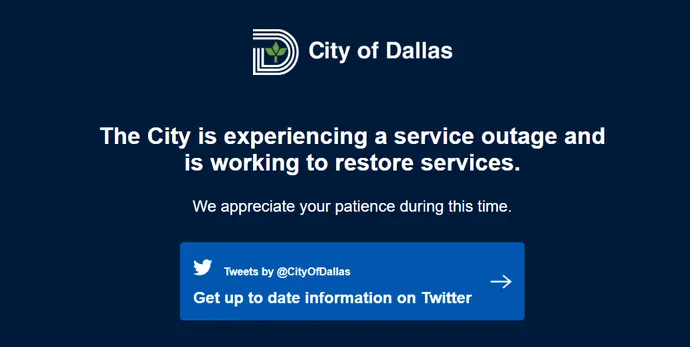 City of Dallas
The City is experiencing a service outage and
is working to restore services.
We appreciate your patience during this time.
Tweets by @CityOfDallas
Get up to date information on Twitter